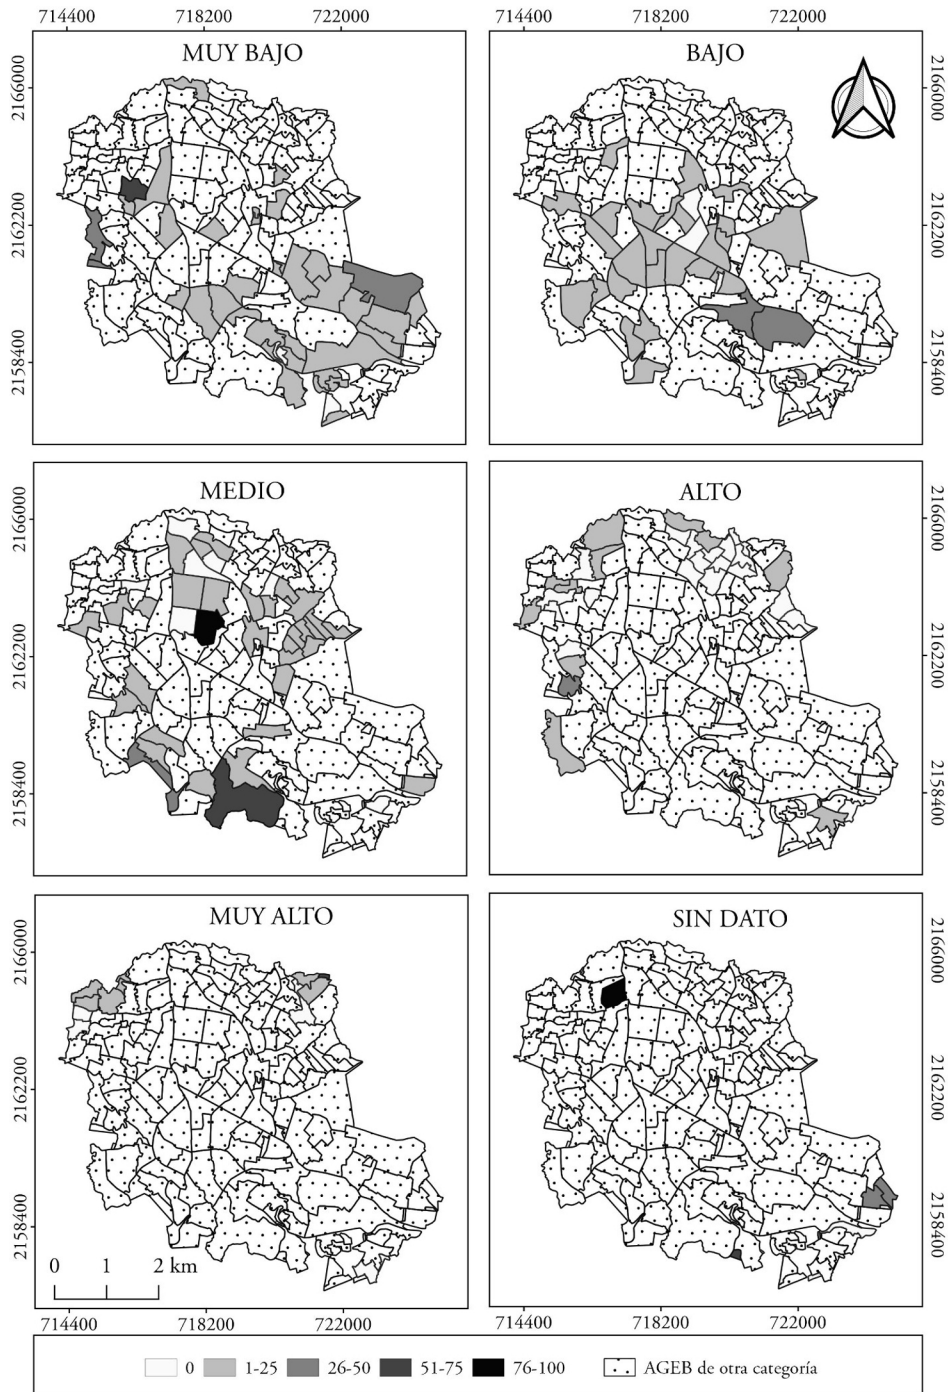 714400 718200 722000 714400 718200 722000
MUY BAJO BAJO
2166000 2166000
2162200 2162200
2158400 2158400
MEDIO ALTO
2166000 2166000
2162200 2162200
2158400 2158400
MUY ALTO SIN DATO
2166000 2166000
2162200 2162200
2158400 2158400
0 1 2 km
714400 718200 722000 714400 718200 722000
0 1-25 26-50 51-75 76-100 AGEB de otra categoría